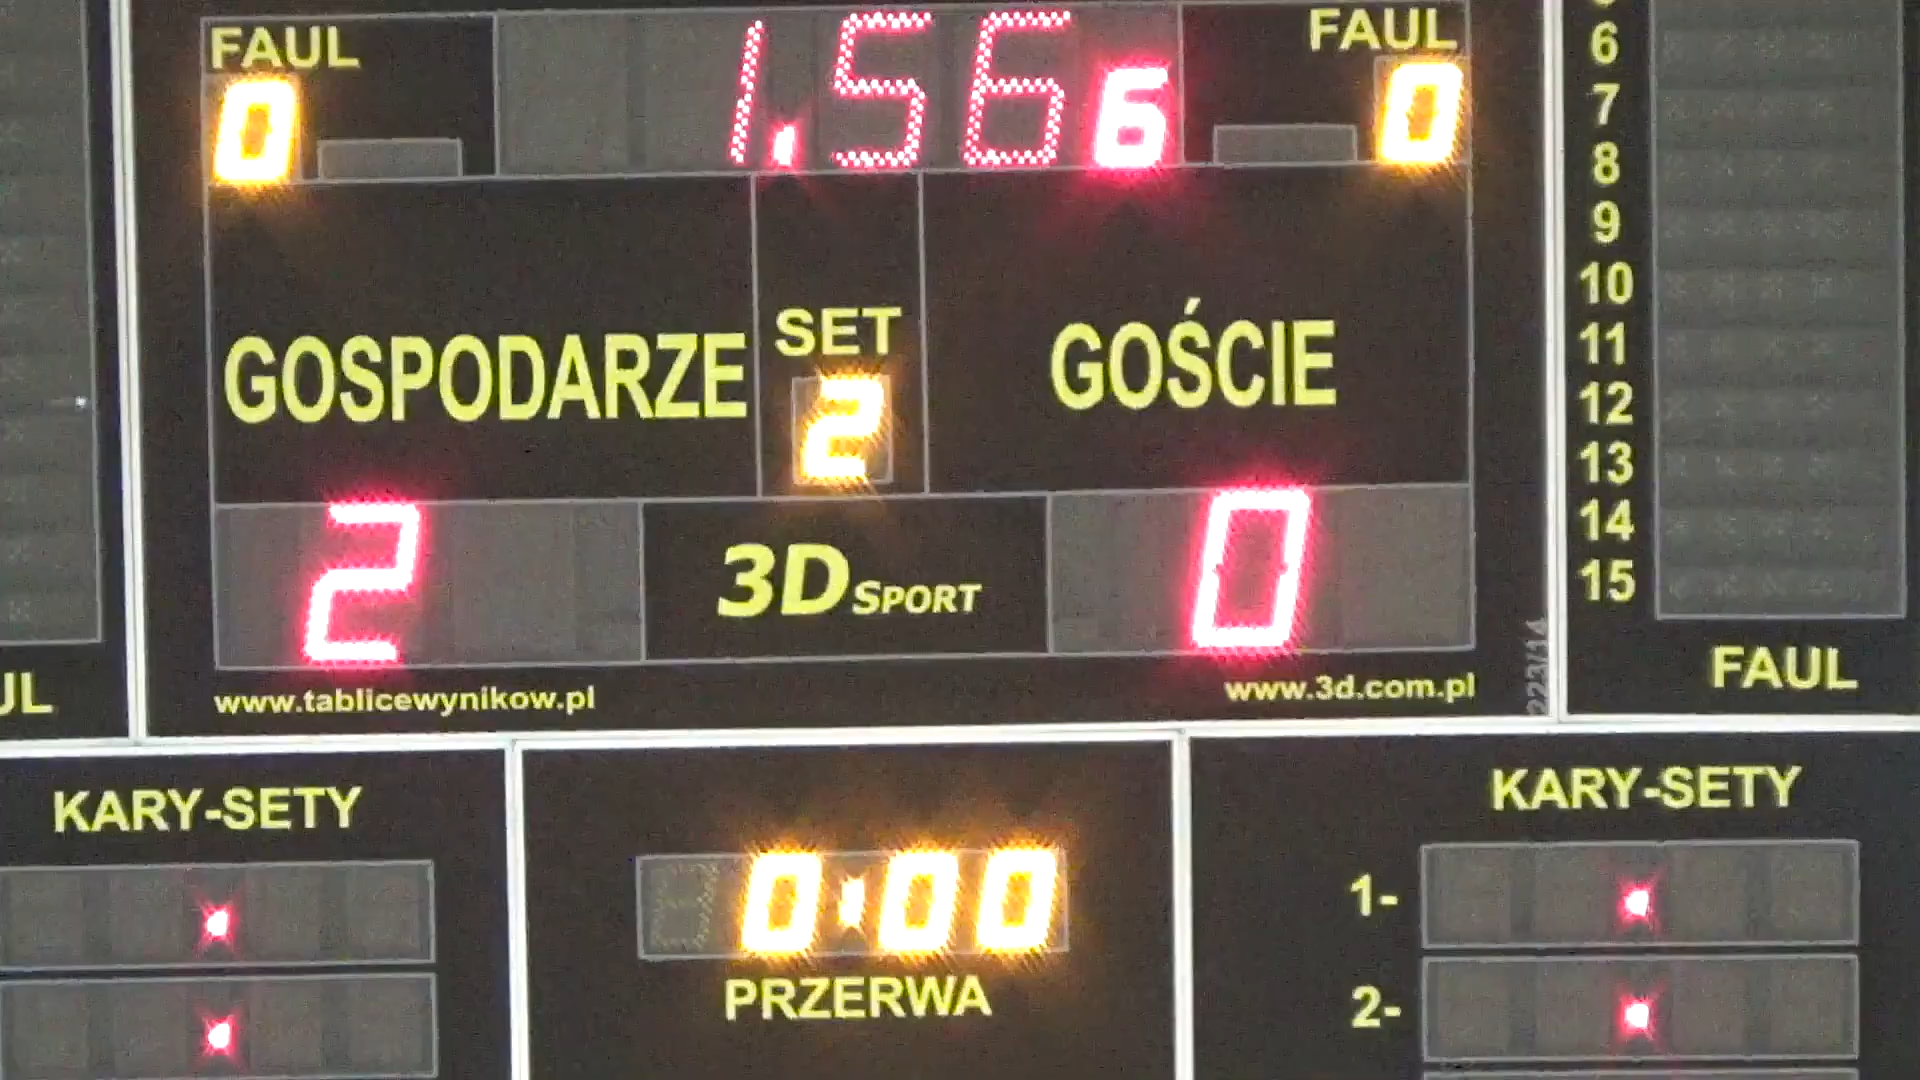 FAUL
1.56 6
FAUL
0
0
GOSPODARZE
SET
GOŚCIE
2
2
3D SPORT
0
www.tablicewynikow.pl
www.3d.com.pl
223/14
6
7
8
9
10
11
12
13
14
15
FAUL
UL
KARY-SETY
0:00
PRZERWA
KARY-SETY
1-
2-